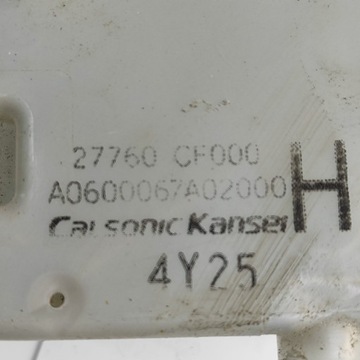 27760 CF000
A0600067A02000
Calsonic Kansei
H
4Y25